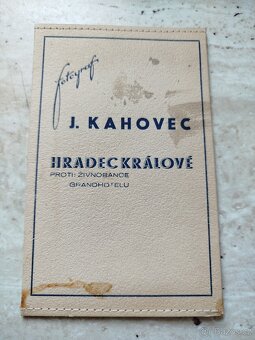 fotograf
J. KAHOVEC
HRADEC KRÁLOVÉ
PROTI: ŽIVNOBANCE
GRANDHOTELU